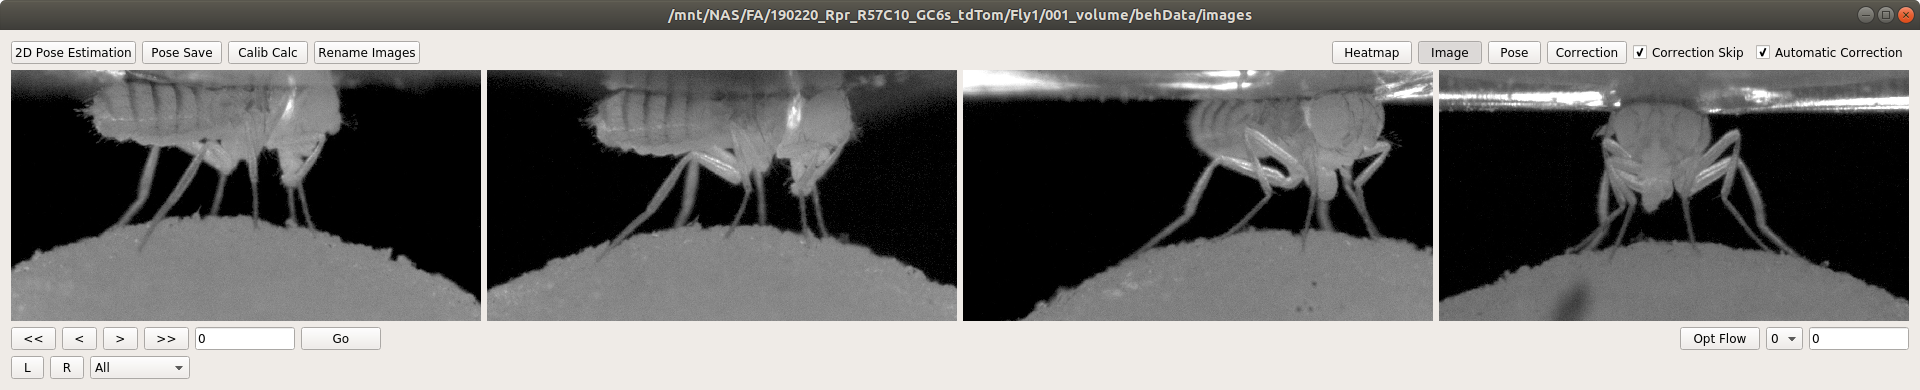 /mnt/NAS/FA/190220_Rpr_R57C10_GC6s_tdTom/Fly1/001_volume/behData/images
2D Pose Estimation Pose Save Calib Calc Rename Images Heatmap Image Pose Correction Correction Skip Automatic Correction
<< < > >> 0 Go Opt Flow 0 0
L R All